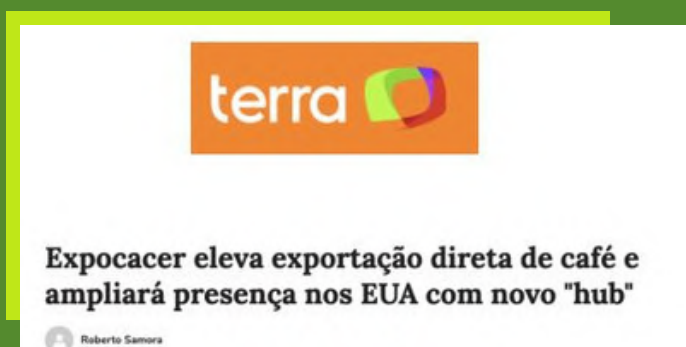 terra
Expocacer eleva exportação direta de café e
ampliará presença nos EUA com novo "hub"
Roberto Samora